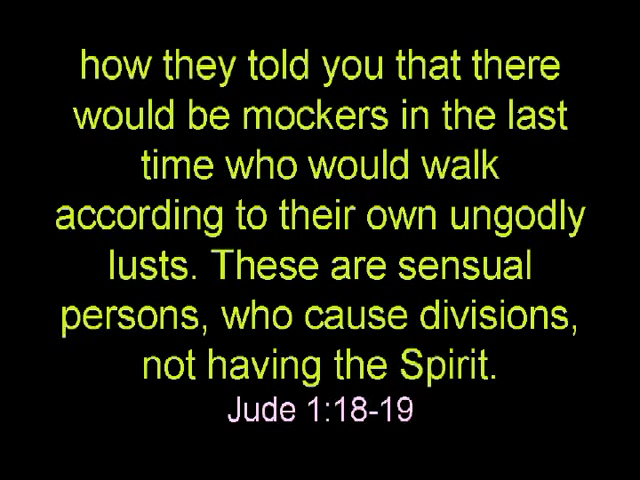 how they told you that there
would be mockers in the last
time who would walk
according to their own ungodly
lusts. These are sensual
persons, who cause divisions,
not having the Spirit.
Jude 1:18-19